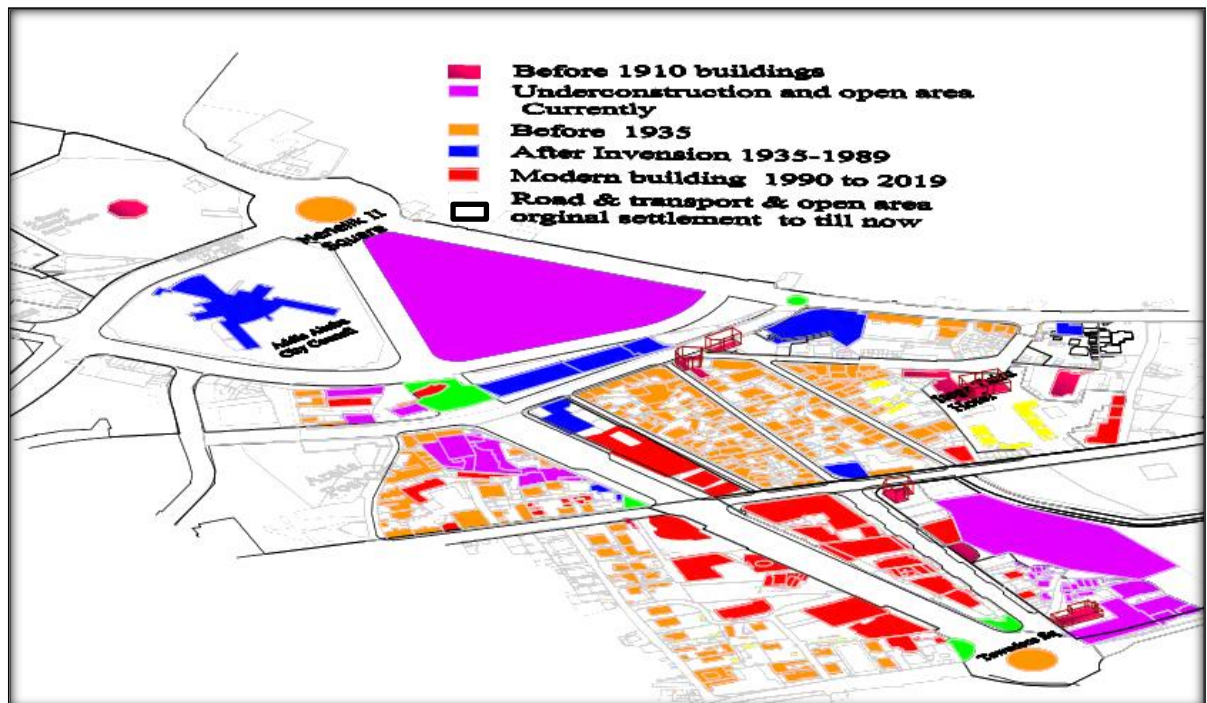 Before 1910 buildings
Underconstruction and open area
Currently
Before 1935
After Invension 1935-1989
Modern building 1990 to 2019
Road & transport & open area
orginal settlement to till now
Menelik II
Square
Addis Ababa
City Council